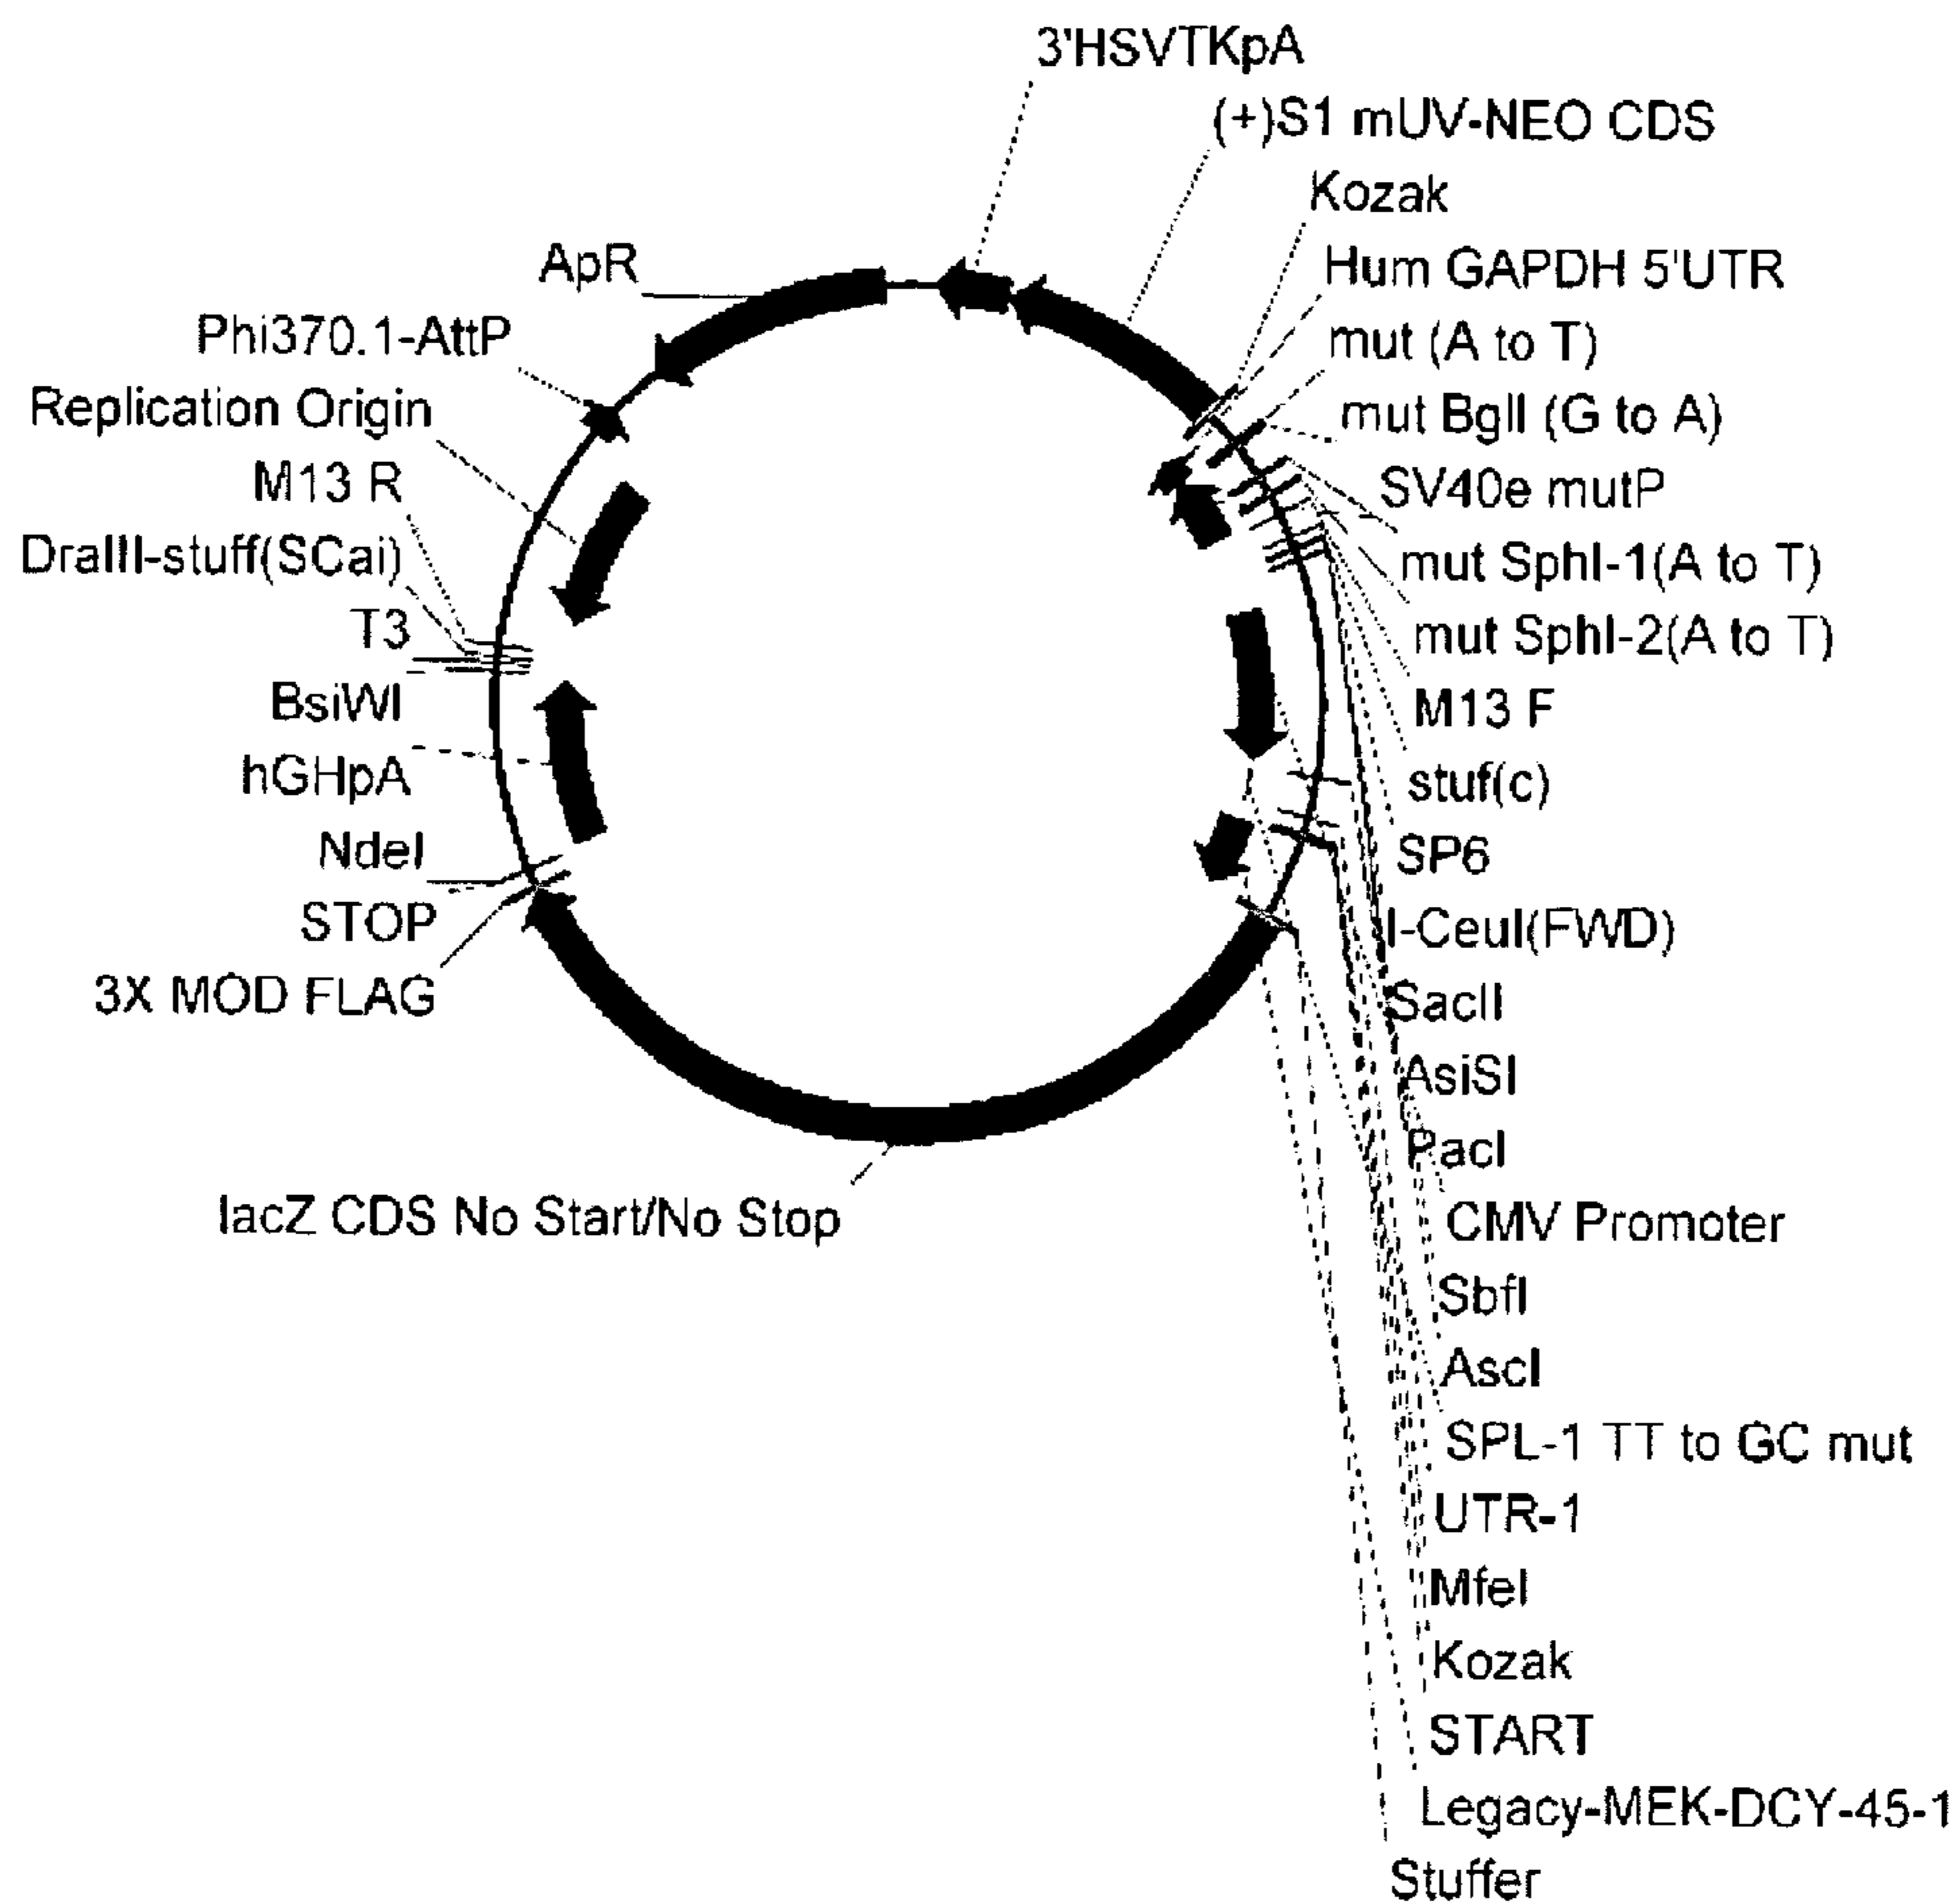 3'HSVTKpA
(+)S1 mUV-NEO CDS
Kozak
Hum GAPDH 5'UTR
mut (A to T)
mut BglI (G to A)
SV40e mutP
mut SphI-1(A to T)
mut SphI-2(A to T)
M13 F
stuf(c)
SP6
I-CeuI(FWD)
SacII
AsiSI
PacI
CMV Promoter
SbfI
AscI
SPL-1 TT to GC mut
UTR-1
MfeI
Kozak
START
Legacy-MEK-DCY-45-1
Stuffer
lacZ CDS No Start/No Stop
3X MOD FLAG
STOP
NdeI
hGHpA
BsiWI
T3
DraIII-stuff(SCai)
M13 R
Replication Origin
Phi370.1-AttP
ApR